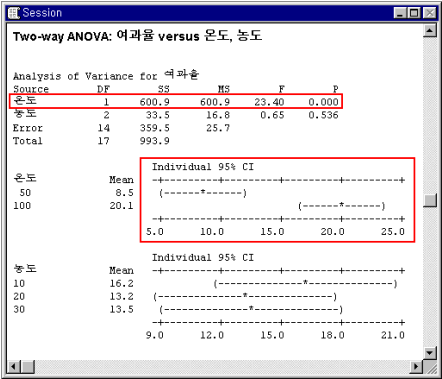 Session
Two-way ANOVA: 여과율 versus 온도, 농도
Analysis of Variance for 여과율
Source DF SS MS F P
온도 1 600.9 600.9 23.40 0.000
농도 2 33.5 16.8 0.65 0.536
Error 14 359.5 25.7
Total 17 993.9
Individual 95% CI
온도 Mean -+---------+---------+---------+---------+
50 8.5 (------*------)
100 20.1 (------*------)
-+---------+---------+---------+---------+
5.0 10.0 15.0 20.0 25.0
Individual 95% CI
농도 Mean -+---------+---------+---------+---------+
10 16.2 (--------------*--------------)
20 13.2 (--------------*--------------)
30 13.5 (--------------*--------------)
-+---------+---------+---------+---------+
9.0 12.0 15.0 18.0 21.0